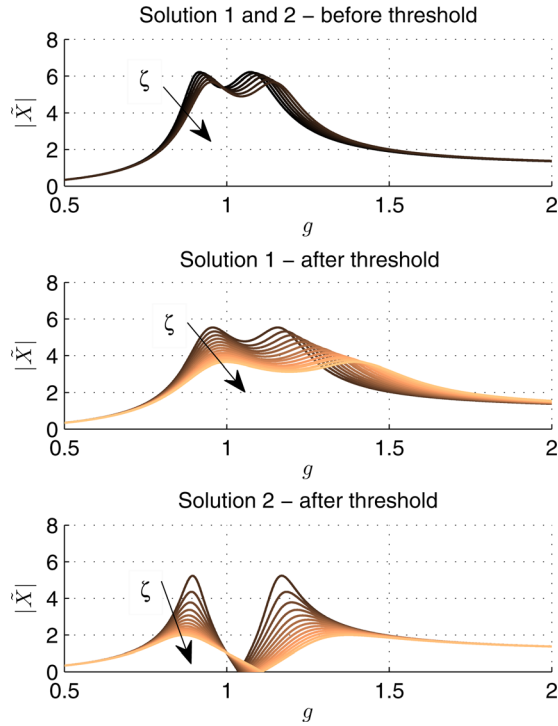 Solution 1 and 2 – before threshold
8
6
4
2
0
|X̃|
ζ
0.5 1 1.5 2
g
Solution 1 – after threshold
8
6
4
2
0
|X̃|
ζ
0.5 1 1.5 2
g
Solution 2 – after threshold
8
6
4
2
0
|X̃|
ζ
0.5 1 1.5 2
g